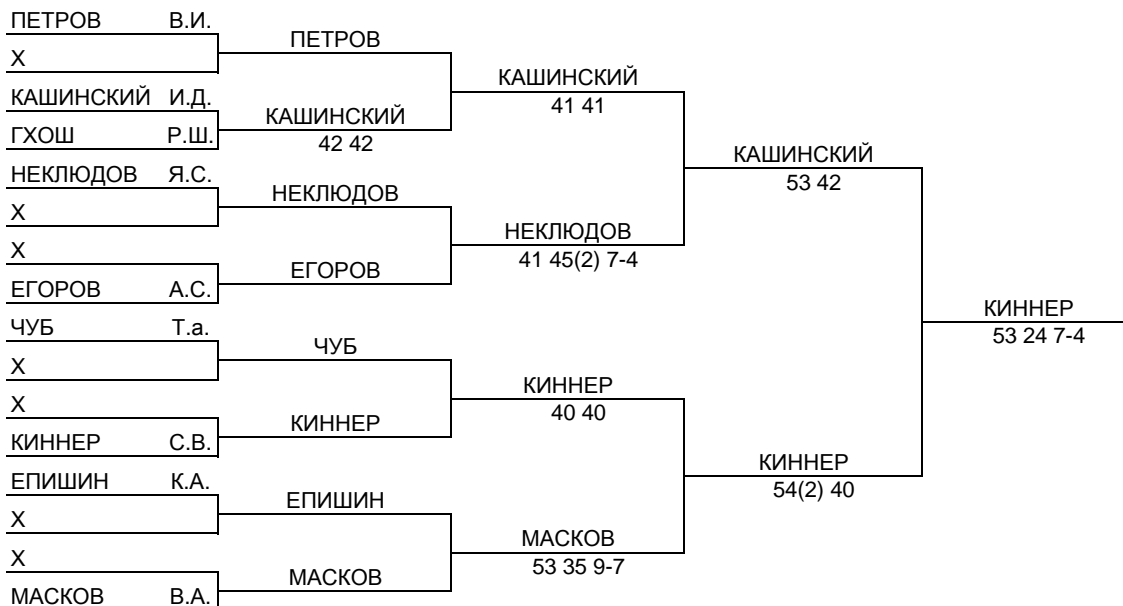 ПЕТРОВ В.И.
X
КАШИНСКИЙ И.Д.
ГХОШ Р.Ш.
НЕКЛЮДОВ Я.С.
X
X
ЕГОРОВ А.С.
ЧУБ Т.а.
X
X
КИННЕР С.В.
ЕПИШИН К.А.
X
X
МАСКОВ В.А.
ПЕТРОВ
КАШИНСКИЙ
42 42
НЕКЛЮДОВ
ЕГОРОВ
ЧУБ
КИННЕР
ЕПИШИН
МАСКОВ
КАШИНСКИЙ
41 41
НЕКЛЮДОВ
41 45(2) 7-4
КИННЕР
40 40
МАСКОВ
53 35 9-7
КАШИНСКИЙ
53 42
КИННЕР
54(2) 40
КИННЕР
53 24 7-4